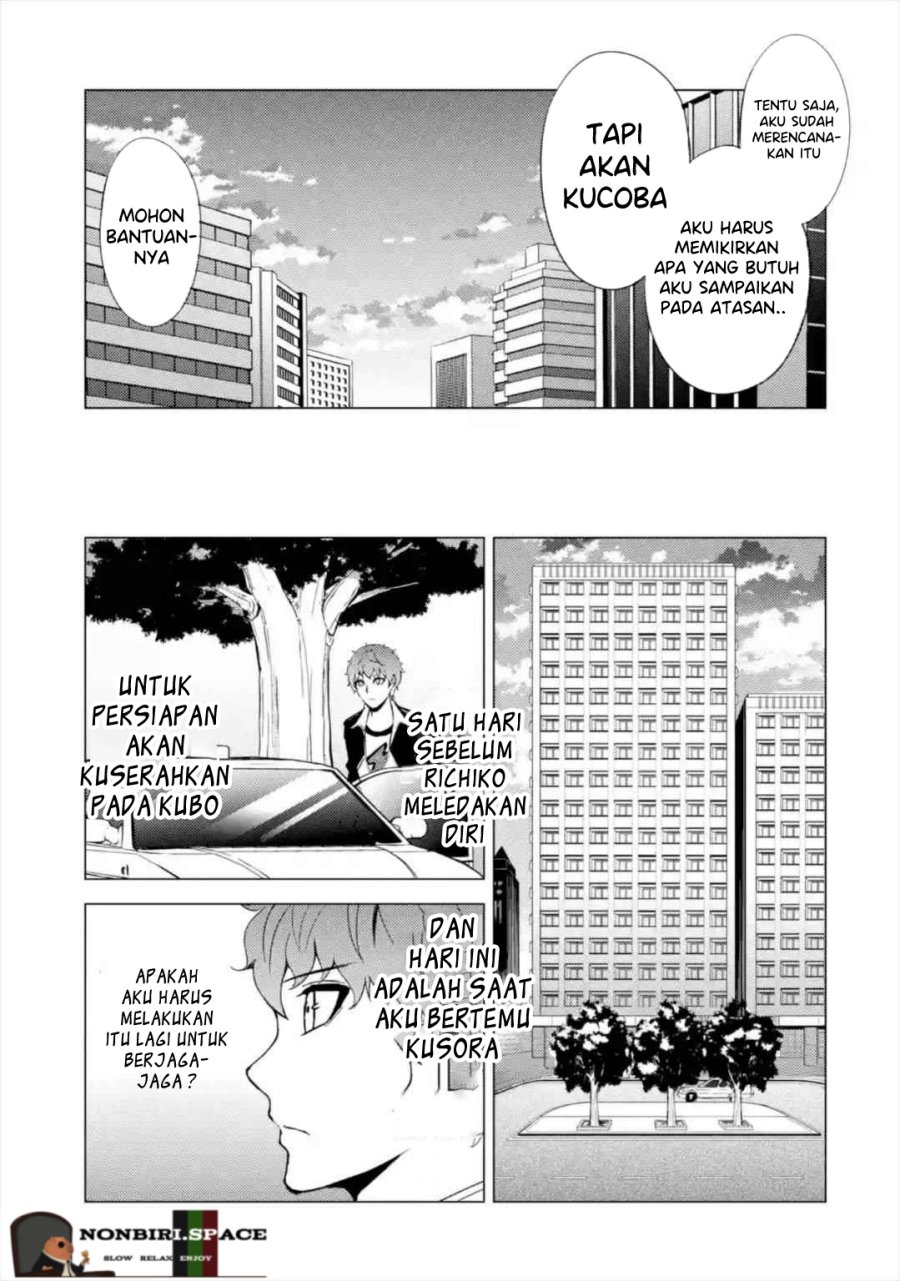 TENTU SAJA,
AKU SUDAH
MERENCANA-
KAN ITU
AKU HARUS
MEMIKIRKAN
APA YANG BUTUH
AKU SAMPAIKAN
PADA ATASAN..
TAPI
AKAN
KUCOBA
MOHON
BANTUAN-
NYA
SATU HARI
SEBELUM
RICHIKO
MELEDAKAN
DIRI
UNTUK
PERSIAPAN
AKAN
KUSERAHKAN
PADA KUBO
DAN
HARI INI
ADALAH SAAT
AKU BERTEMU
KUSORA
APAKAH
AKU HARUS
MELAKUKAN
ITU LAGI UNTUK
BERJAGA-
JAGA ?
NONBIRI.SPACE
SLOW RELAX ENJOY